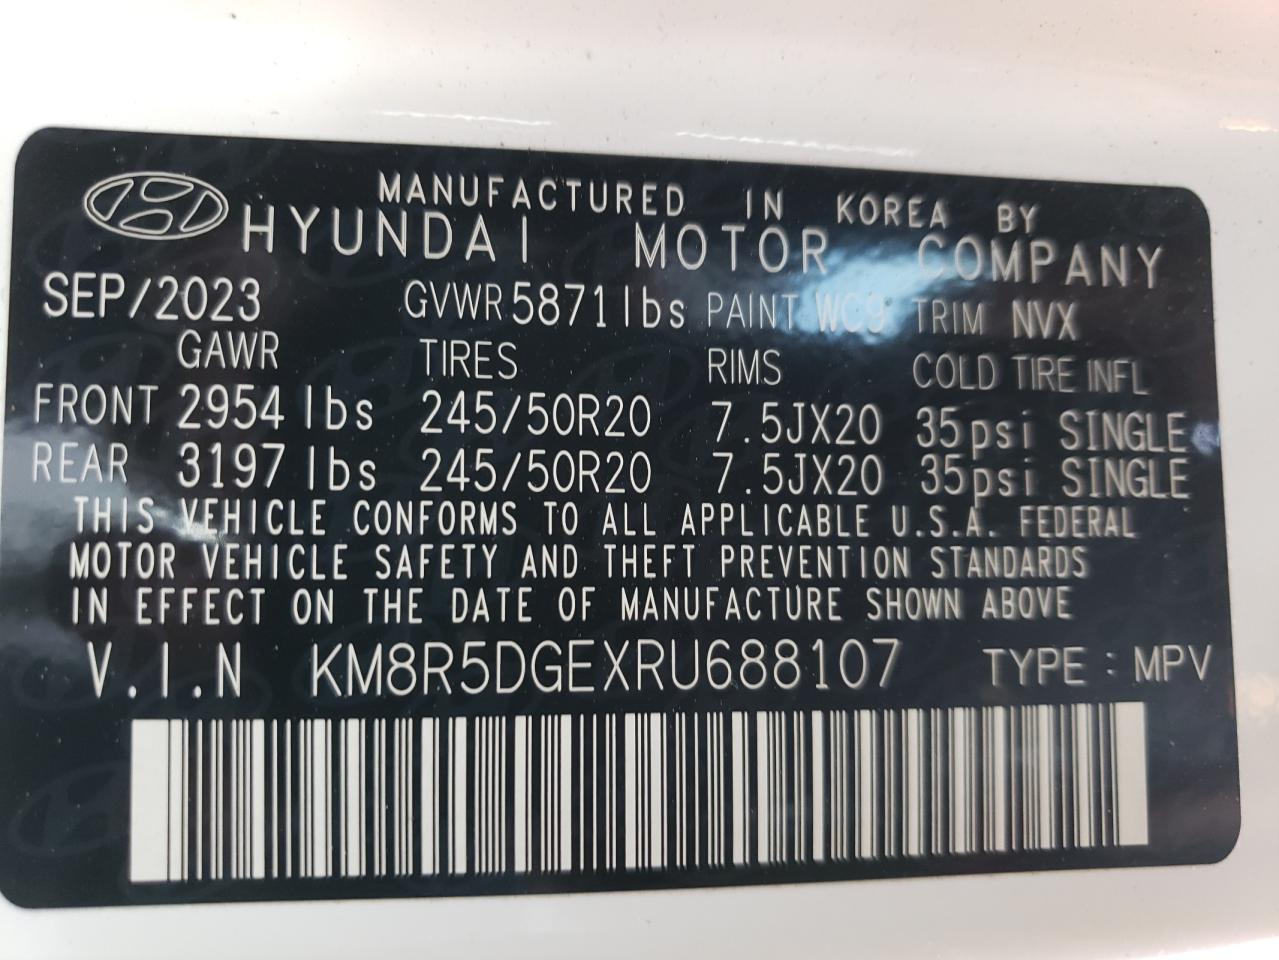 MANUFACTURED IN KOREA BY
HYUNDAI MOTOR COMPANY
SEP/2023 GVWR 5871lbs PAINT WC9 TRIM NVX
GAWR TIRES RIMS COLD TIRE INFL
FRONT 2954 lbs 245/50R20 7.5JX20 35psi SINGLE
REAR 3197 lbs 245/50R20 7.5JX20 35psi SINGLE
THIS VEHICLE CONFORMS TO ALL APPLICABLE U.S.A. FEDERAL
MOTOR VEHICLE SAFETY AND THEFT PREVENTION STANDARDS
IN EFFECT ON THE DATE OF MANUFACTURE SHOWN ABOVE
V.I.N KM8R5DGEXRU688107 TYPE : MPV